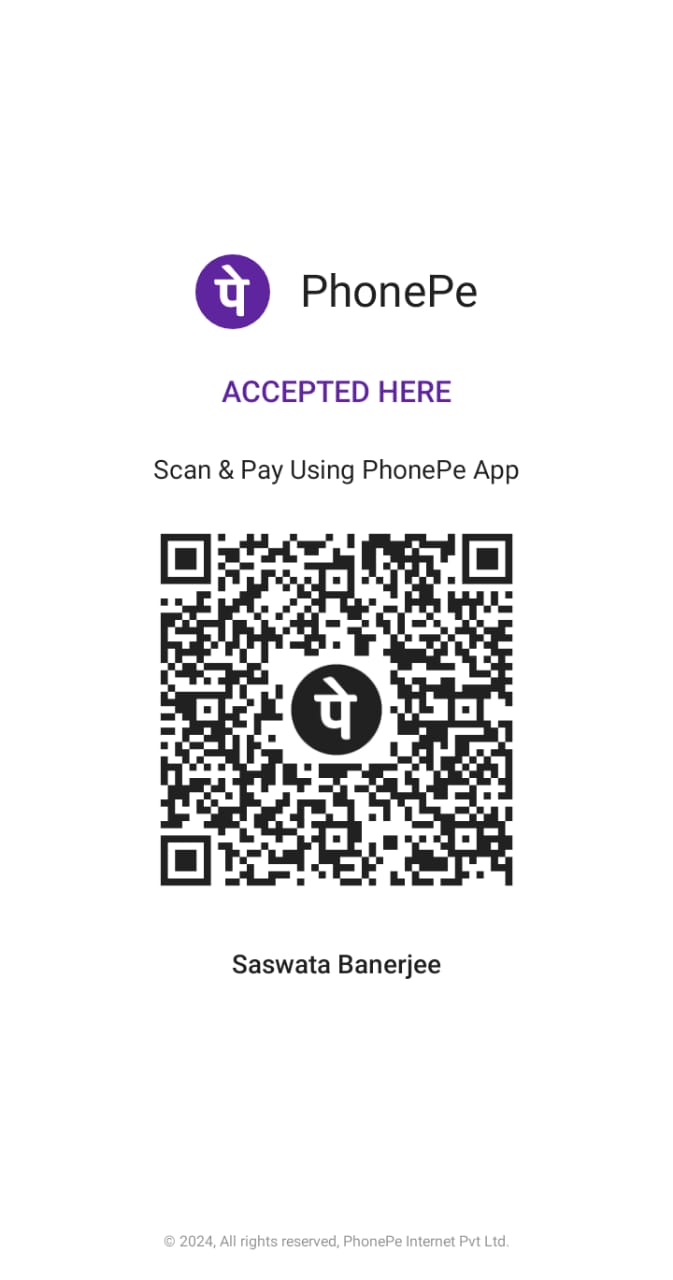 पे PhonePe
ACCEPTED HERE
Scan & Pay Using PhonePe App
पे
Saswata Banerjee
© 2024, All rights reserved, PhonePe Internet Pvt Ltd.